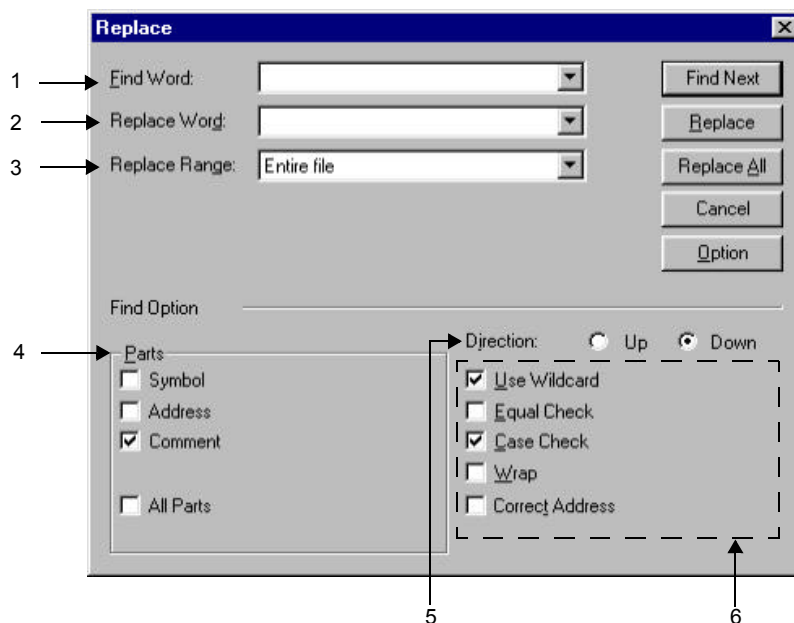 Replace
1 Find Word: Find Next
2 Replace Word: Replace
3 Replace Range: Entire file Replace All
Cancel
Option
Find Option
5 Direction: Up Down
4 Parts
Symbol
Address
Comment
All Parts
Use Wildcard
Equal Check
Case Check
Wrap
Correct Address
6